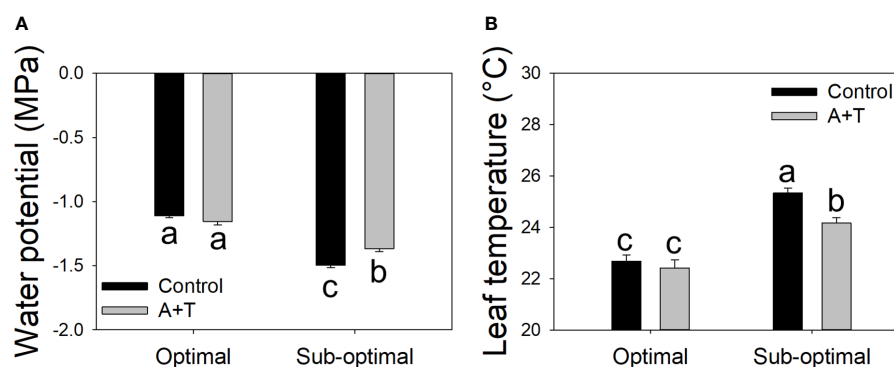 A
Water potential (MPa)
0.0
-0.5
-1.0
-1.5
-2.0
a
a
c
b
Control
A+T
Optimal
Sub-optimal
B
Leaf temperature (°C)
30
28
26
24
22
20
Control
A+T
c
c
a
b
Optimal
Sub-optimal